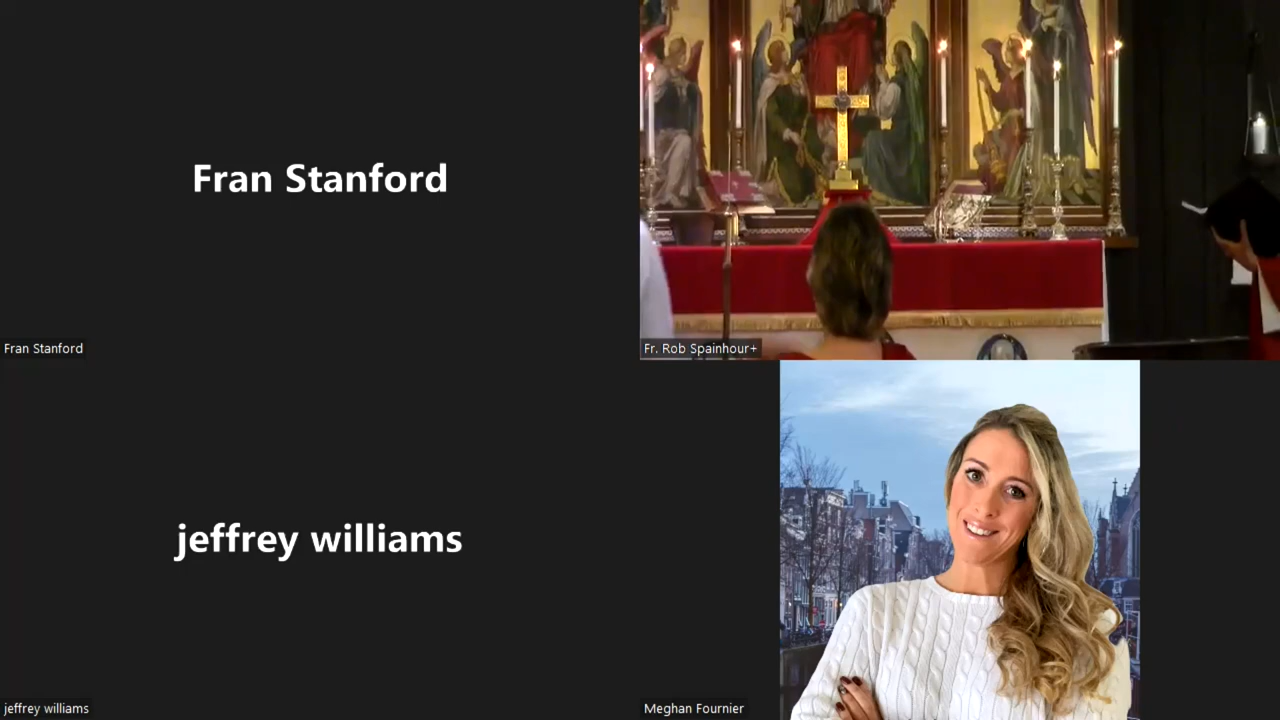 Fran Stanford
Fran Stanford
Fr. Rob Spainhour+
jeffrey williams
jeffrey williams
Meghan Fournier